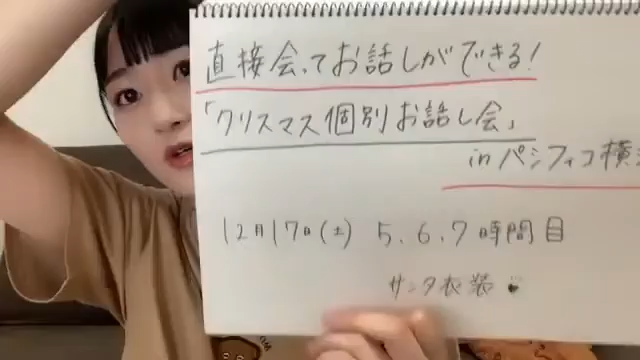 直接会ってお話しができる!
「クリスマス個別お話し会」
inパシフィコ横浜
12月17日(土) 5、6、7時間目
サンタ衣装